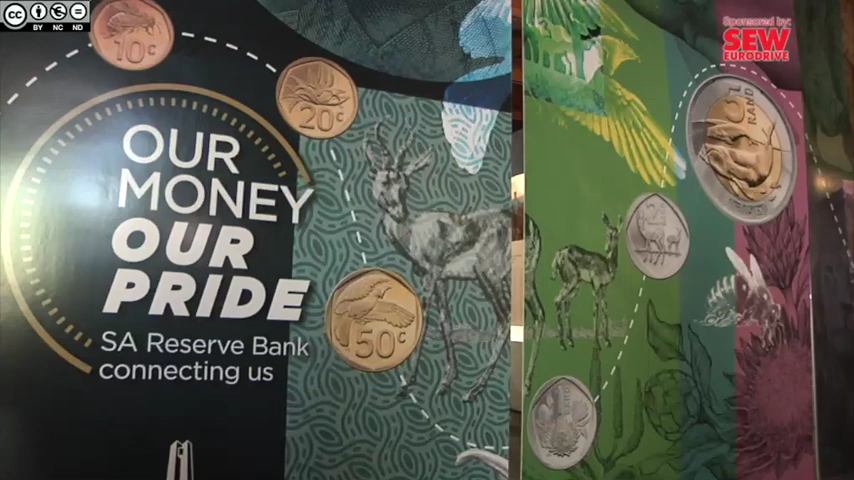 CC BY NC ND
Sponsored by:
SEW
EURODRIVE
10c
20c
OUR
MONEY
OUR
PRIDE
SA Reserve Bank
connecting us
50c
RAND